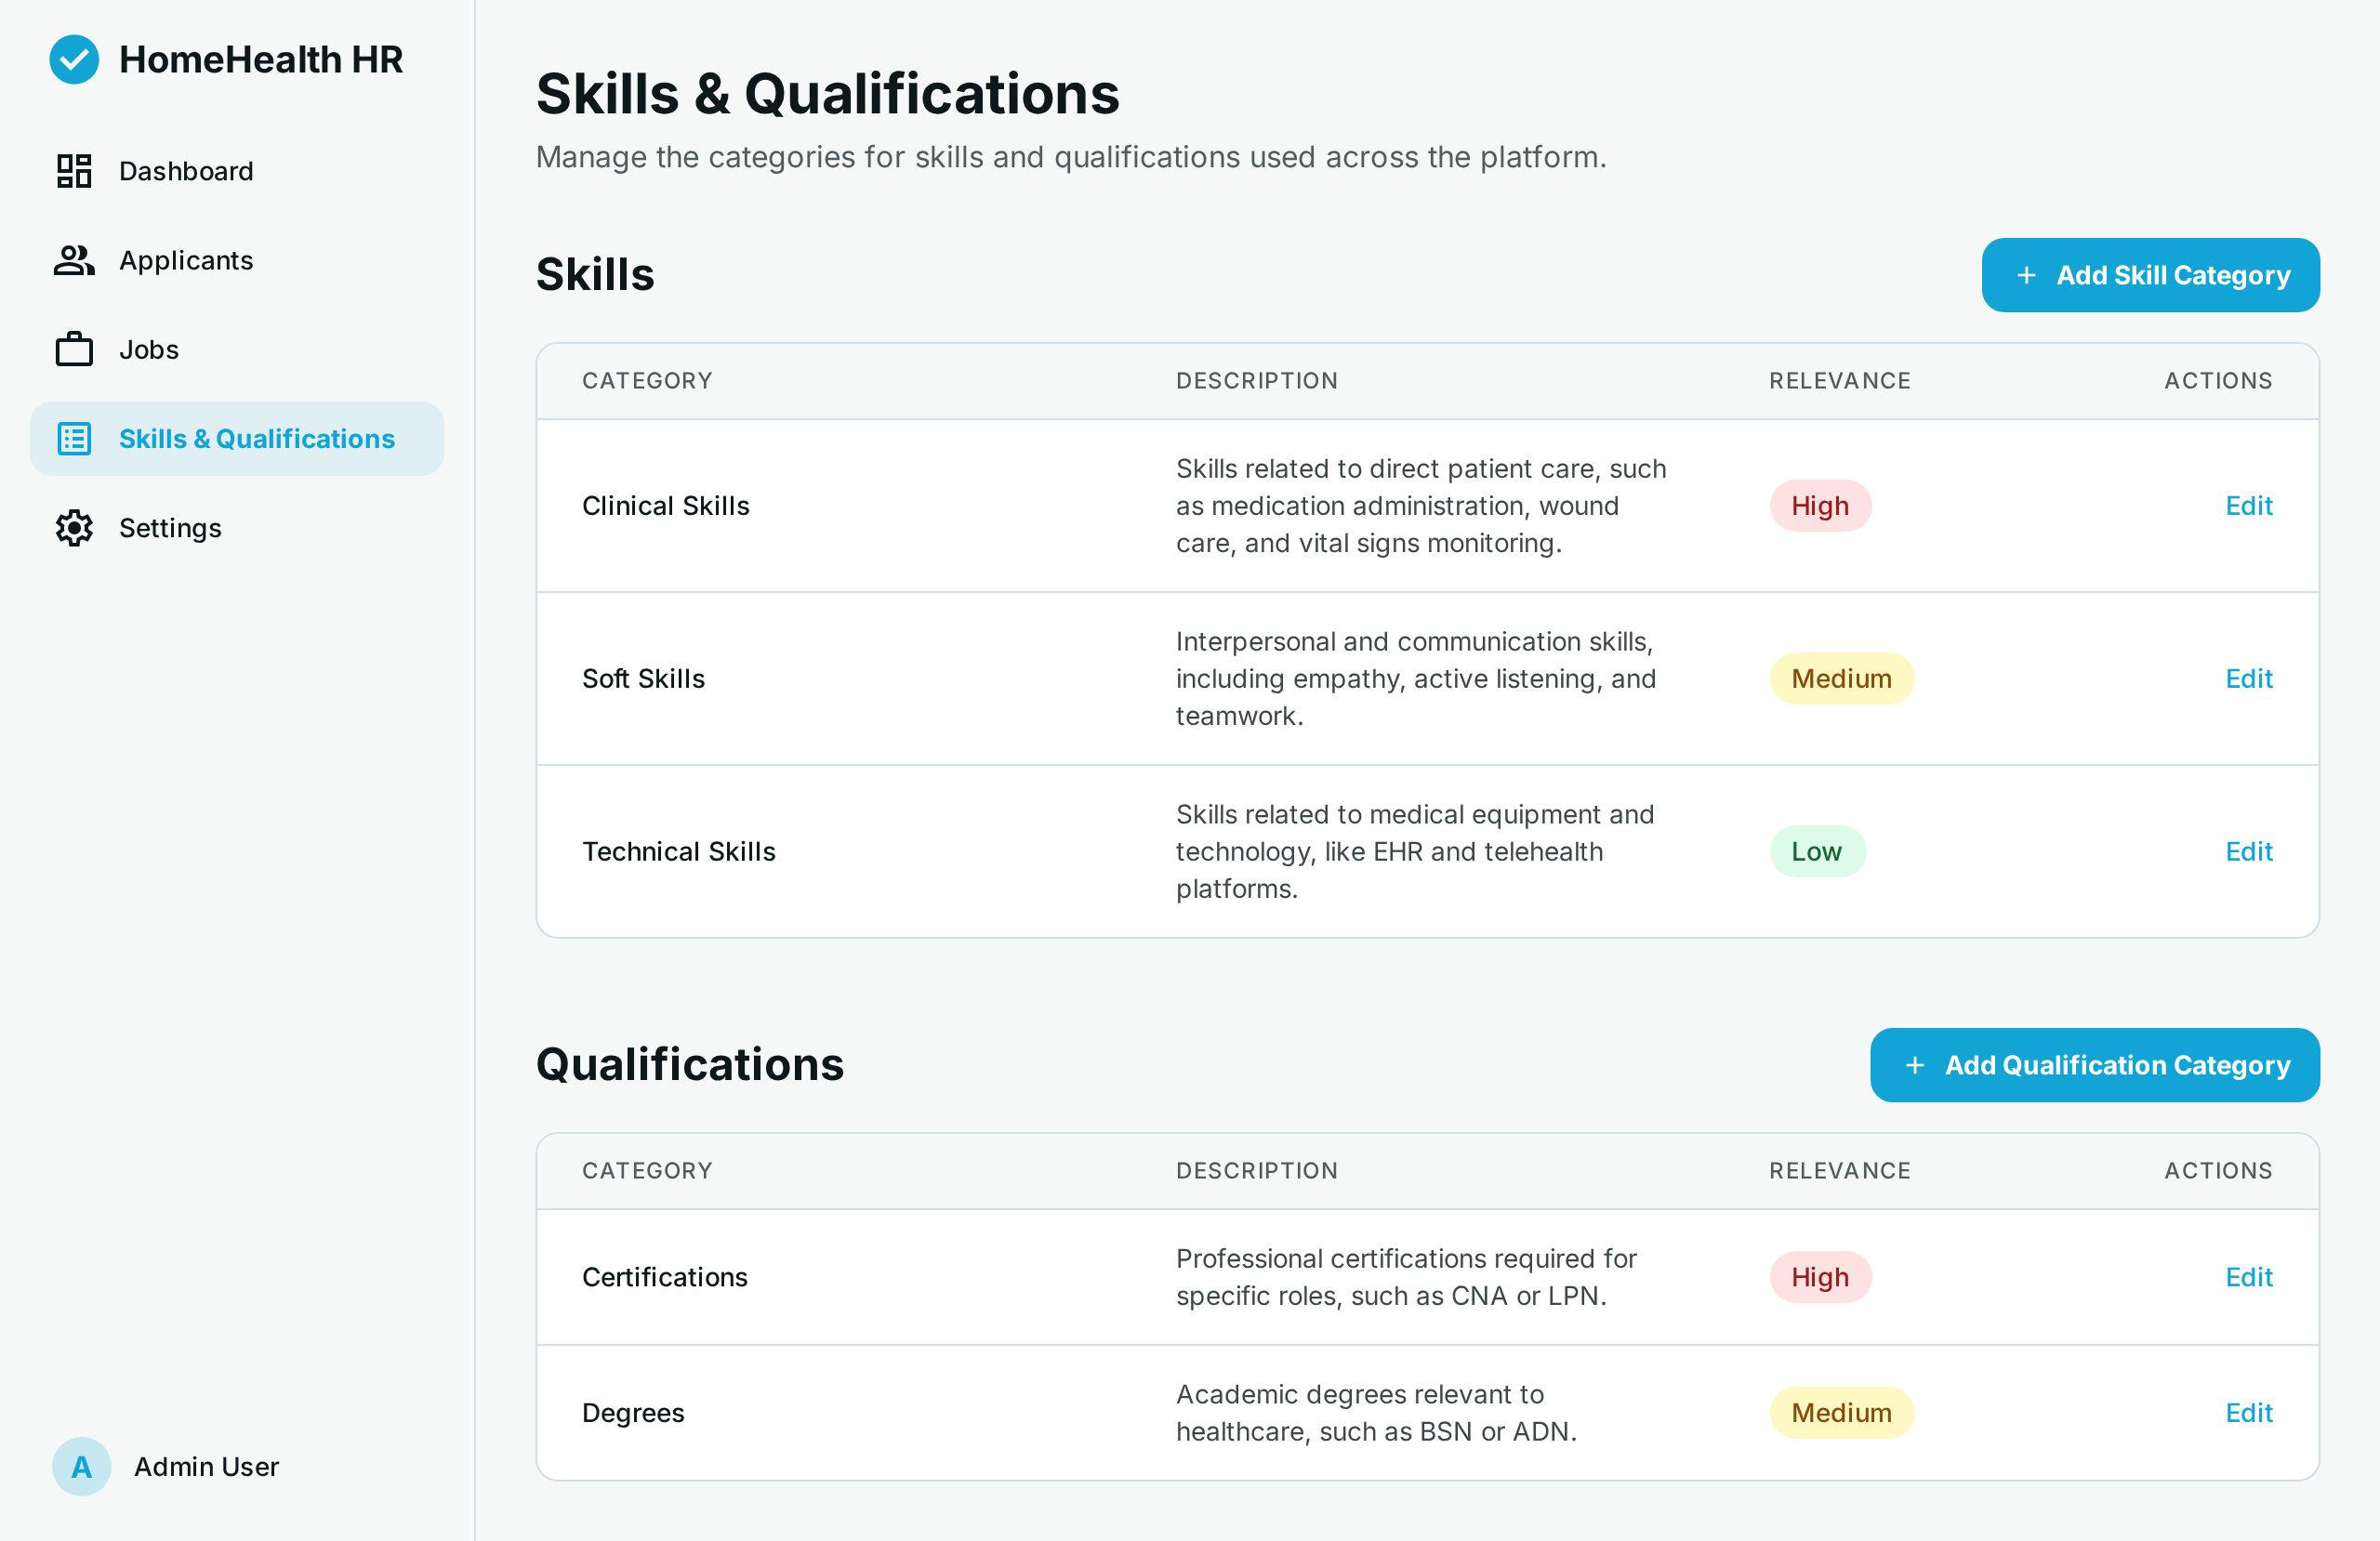 HomeHealth HR
Dashboard
Applicants
Jobs
Skills & Qualifications
Settings
A
Admin User
Skills & Qualifications
Manage the categories for skills and qualifications used across the platform.
Skills
+ Add Skill Category
CATEGORY DESCRIPTION RELEVANCE ACTIONS
Clinical Skills
Skills related to direct patient care, such
as medication administration, wound
care, and vital signs monitoring.
High
Edit
Soft Skills
Interpersonal and communication skills,
including empathy, active listening, and
teamwork.
Medium
Edit
Technical Skills
Skills related to medical equipment and
technology, like EHR and telehealth
platforms.
Low
Edit
Qualifications
+ Add Qualification Category
CATEGORY DESCRIPTION RELEVANCE ACTIONS
Certifications
Professional certifications required for
specific roles, such as CNA or LPN.
High
Edit
Degrees
Academic degrees relevant to
healthcare, such as BSN or ADN.
Medium
Edit